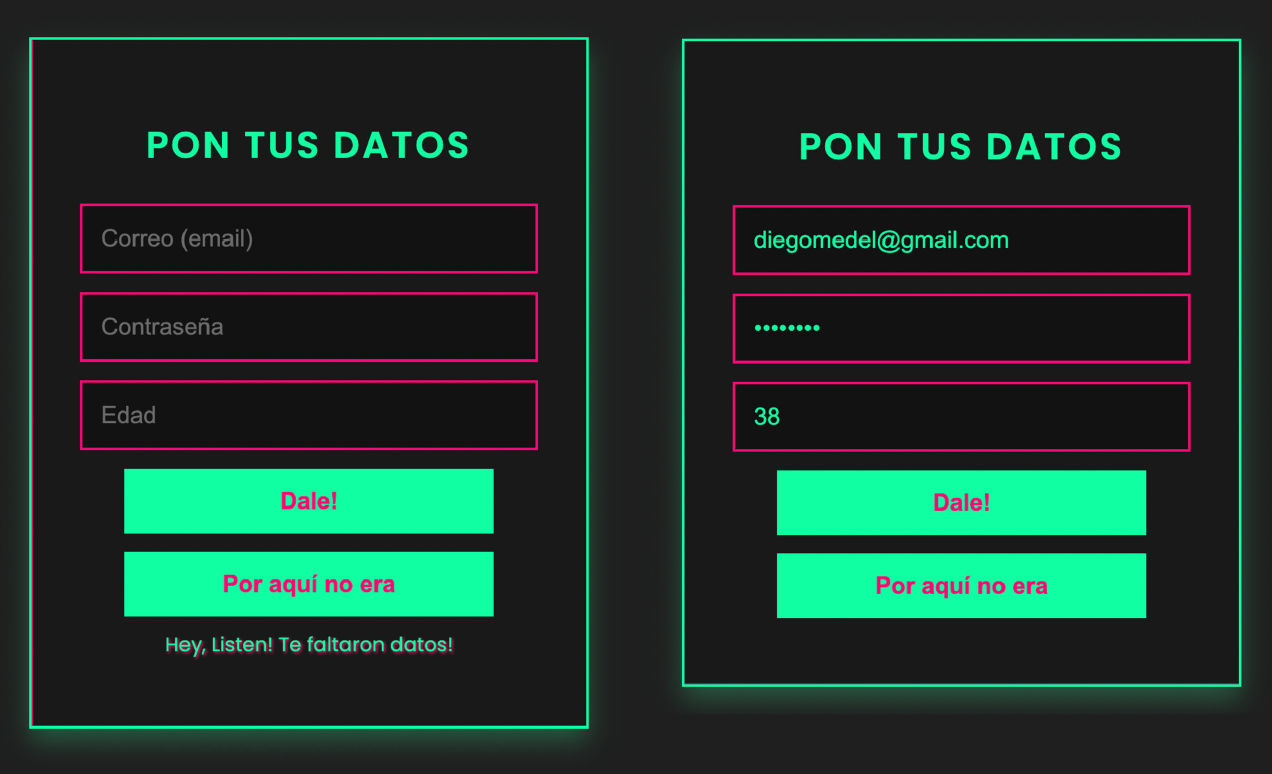 PON TUS DATOS
Correo (email)
Contraseña
Edad
Dale!
Por aquí no era
Hey, Listen! Te faltaron datos!
PON TUS DATOS
diegomedel@gmail.com
••••••••
38
Dale!
Por aquí no era